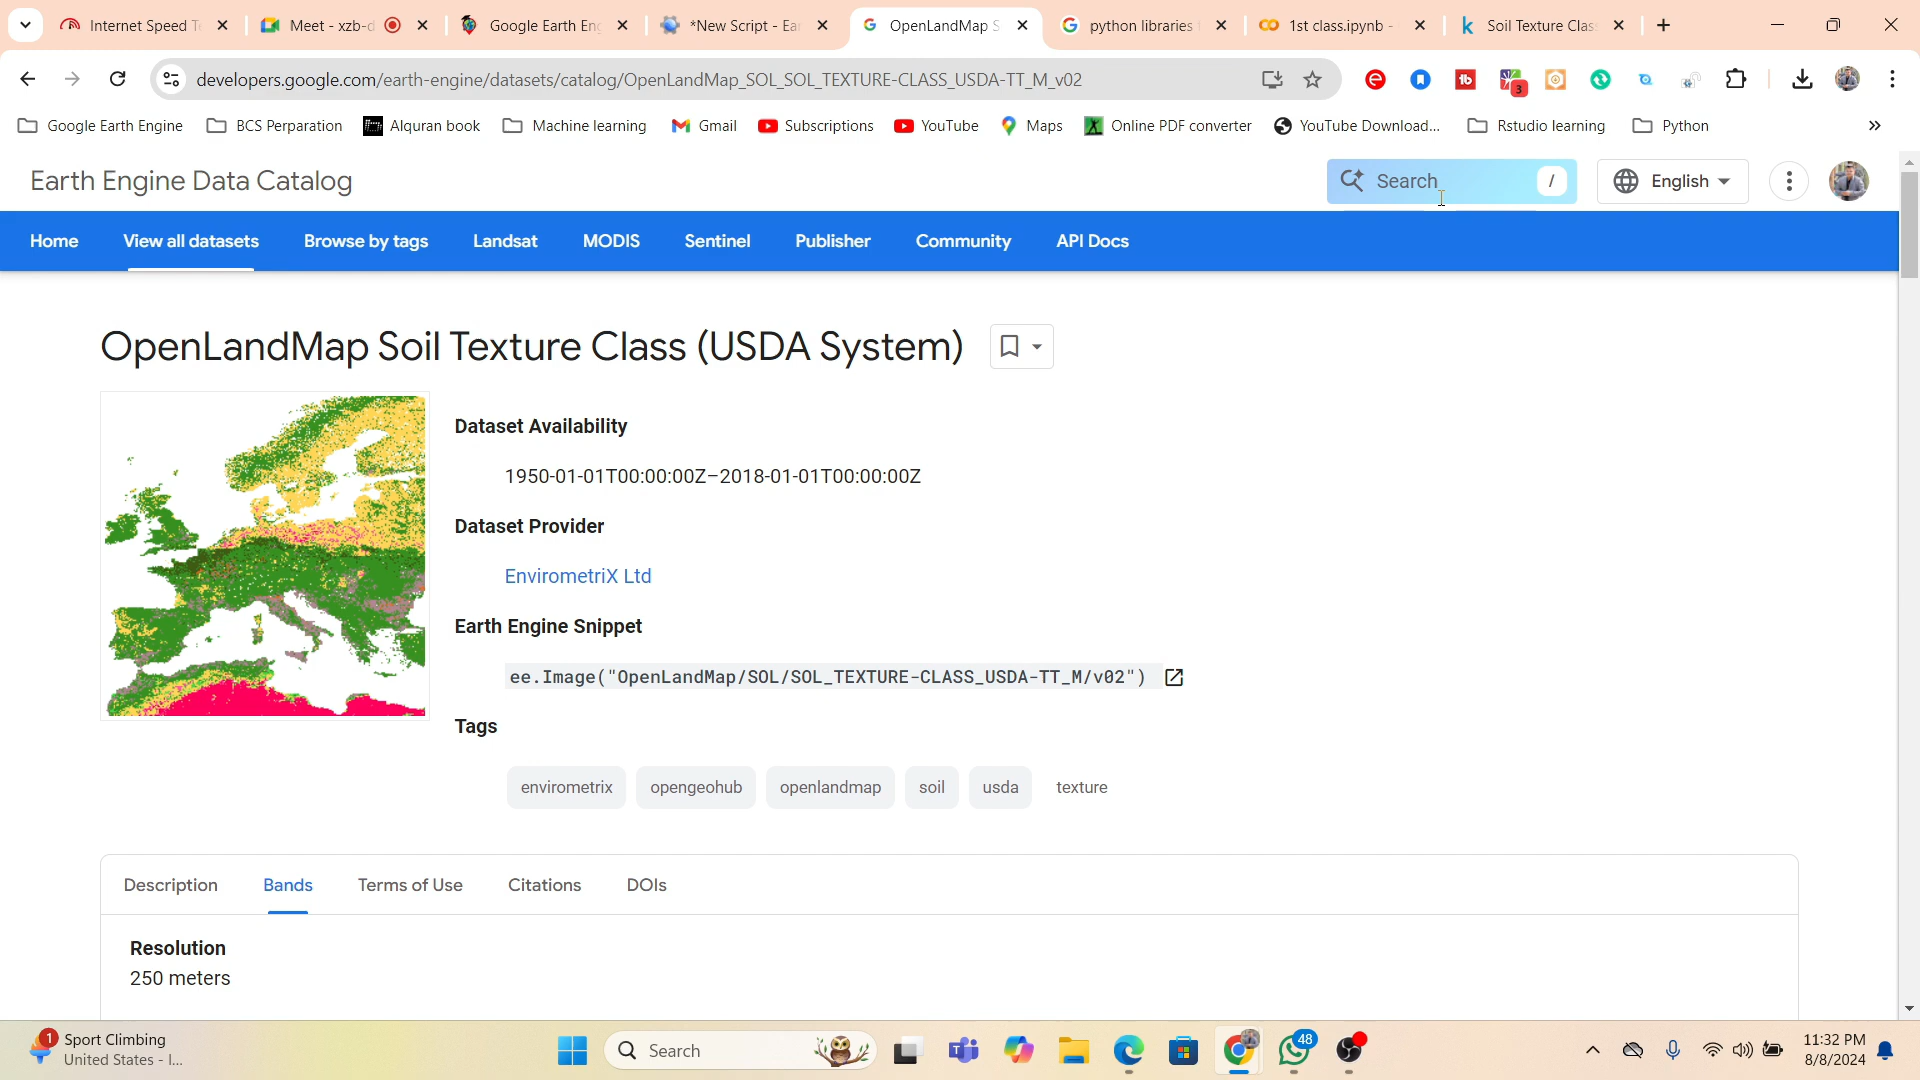 Internet Speed T
Meet - xzb-d
Google Earth En
*New Script - Ea
OpenLandMap S
python libraries
1st class.ipynb -
Soil Texture Clas
developers.google.com/earth-engine/datasets/catalog/OpenLandMap_SOL_SOL_TEXTURE-CLASS_USDA-TT_M_v02
3
Google Earth Engine
BCS Perparation
Alquran book
Machine learning
Gmail
Subscriptions
YouTube
Maps
Online PDF converter
YouTube Download...
Rstudio learning
Python
Earth Engine Data Catalog
Search
/
English
Home
View all datasets
Browse by tags
Landsat
MODIS
Sentinel
Publisher
Community
API Docs
OpenLandMap Soil Texture Class (USDA System)
Dataset Availability
1950-01-01T00:00:00Z–2018-01-01T00:00:00Z
Dataset Provider
EnvirometriX Ltd
Earth Engine Snippet
ee.Image("OpenLandMap/SOL/SOL_TEXTURE-CLASS_USDA-TT_M/v02")
Tags
envirometrix
opengeohub
openlandmap
soil
usda
texture
Description
Bands
Terms of Use
Citations
DOIs
Resolution
250 meters
1
Sport Climbing
United States - I...
Search
48
11:32 PM
8/8/2024